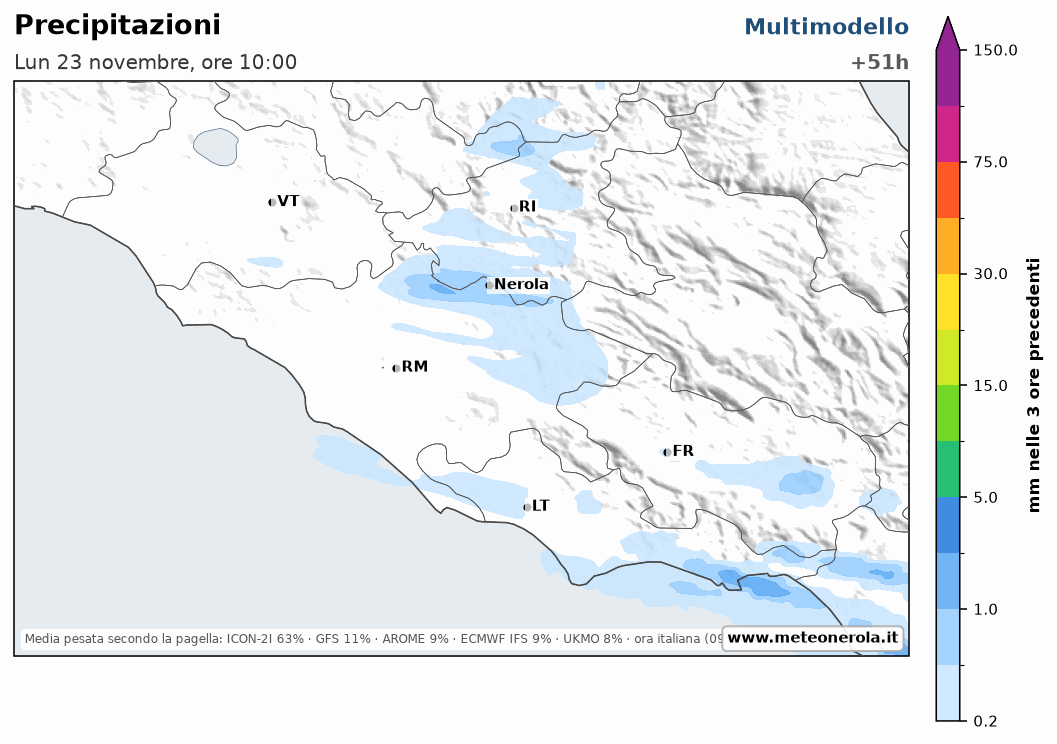 Precipitazioni
Multimodello
Lun 23 novembre, ore 10:00
+51h
VT
RI
Nerola
RM
FR
LT
Media pesata secondo la pagella: ICON-2I 63% · GFS 11% · AROME 9% · ECMWF IFS 9% · UKMO 8% · ora italiana (09
www.meteonerola.it
150.0
75.0
30.0
15.0
5.0
1.0
0.2
mm nelle 3 ore precedenti